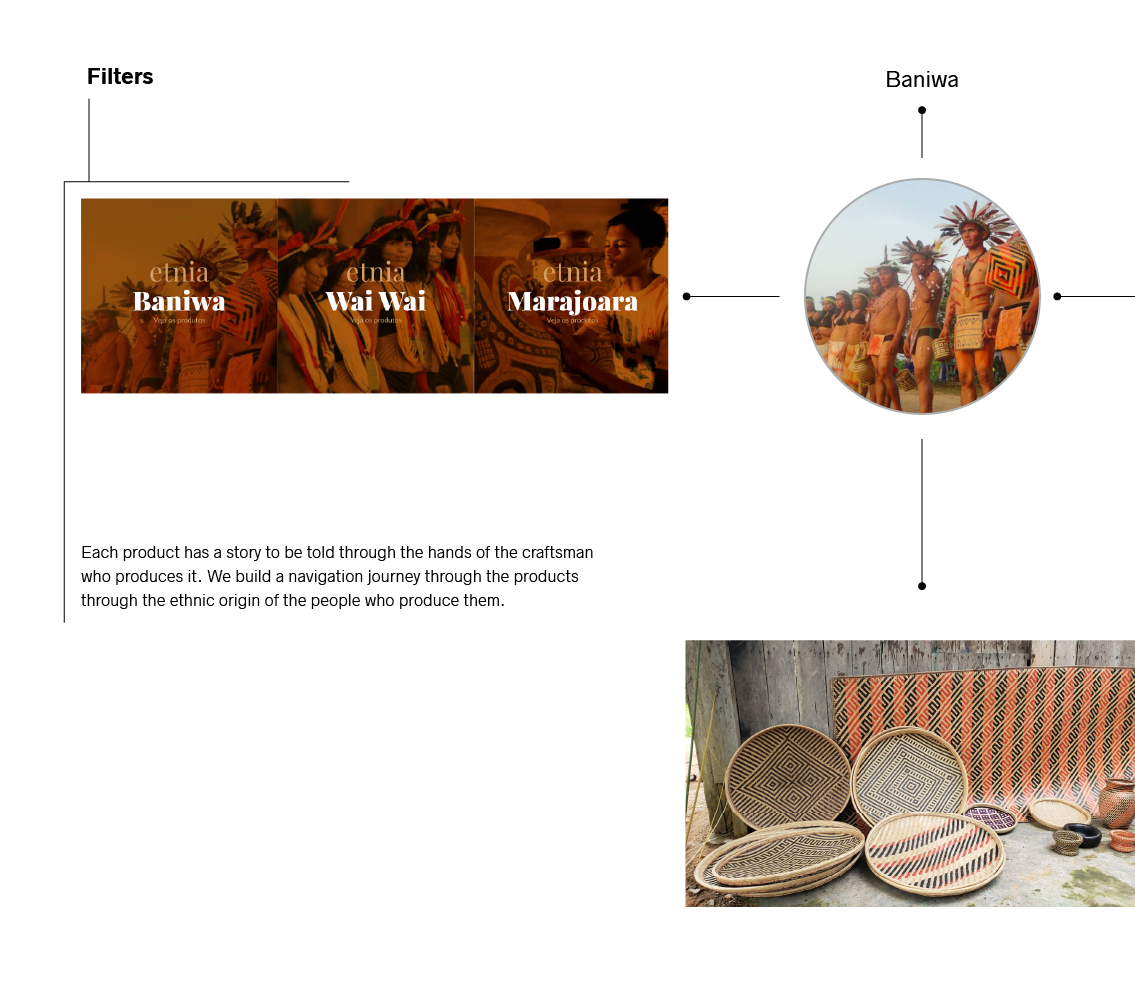 Filters
Baniwa
etnia
Baniwa
Veja os produtos
etnia
Wai Wai
Veja os produtos
etnia
Marajoara
Veja os produtos
Each product has a story to be told through the hands of the craftsman
who produces it. We build a navigation journey through the products
through the ethnic origin of the people who produce them.